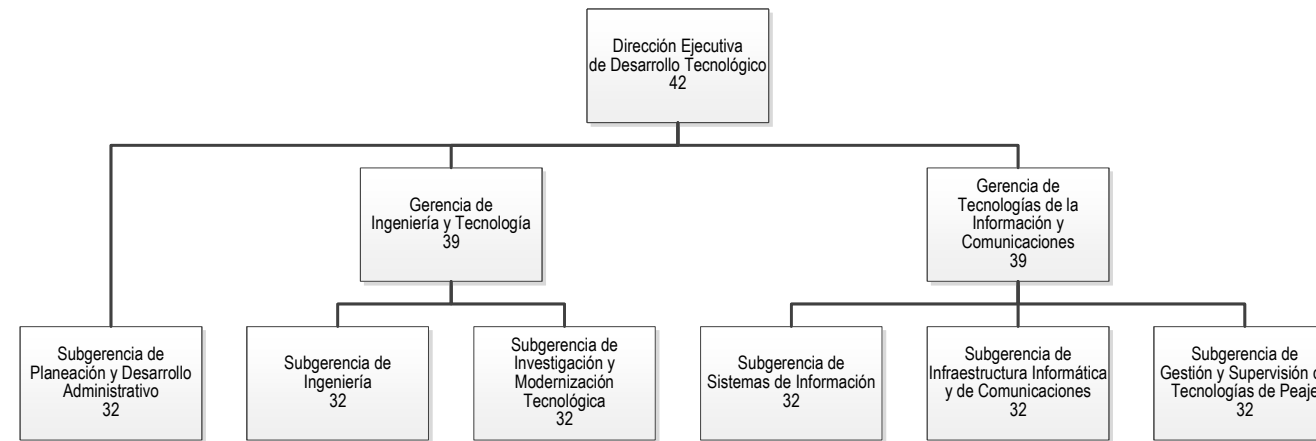 Dirección Ejecutiva
de Desarrollo Tecnológico
42
Gerencia de
Ingeniería y Tecnología
39
Gerencia de
Tecnologías de la
Información y
Comunicaciones
39
Subgerencia de
Planeación y Desarrollo
Administrativo
32
Subgerencia de
Ingeniería
32
Subgerencia de
Investigación y
Modernización
Tecnológica
32
Subgerencia de
Sistemas de Información
32
Subgerencia de
Infraestructura Informática
y de Comunicaciones
32
Subgerencia de
Gestión y Supervisión
Tecnologías de Peaje
32